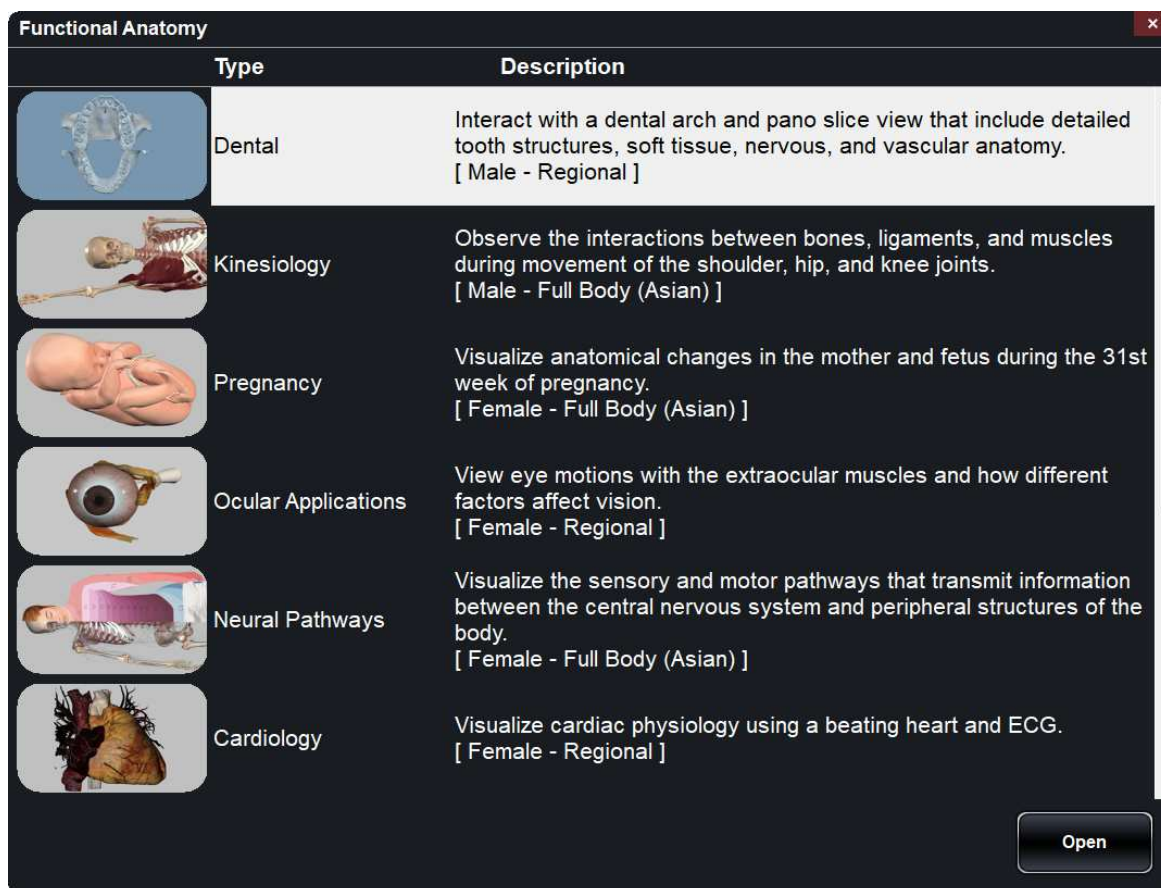 Functional Anatomy
Type Description
Dental
Interact with a dental arch and pano slice view that include detailed
tooth structures, soft tissue, nervous, and vascular anatomy.
[ Male - Regional ]
Kinesiology
Observe the interactions between bones, ligaments, and muscles
during movement of the shoulder, hip, and knee joints.
[ Male - Full Body (Asian) ]
Pregnancy
Visualize anatomical changes in the mother and fetus during the 31st
week of pregnancy.
[ Female - Full Body (Asian) ]
Ocular Applications
View eye motions with the extraocular muscles and how different
factors affect vision.
[ Female - Regional ]
Neural Pathways
Visualize the sensory and motor pathways that transmit information
between the central nervous system and peripheral structures of the
body.
[ Female - Full Body (Asian) ]
Cardiology
Visualize cardiac physiology using a beating heart and ECG.
[ Female - Regional ]
Open